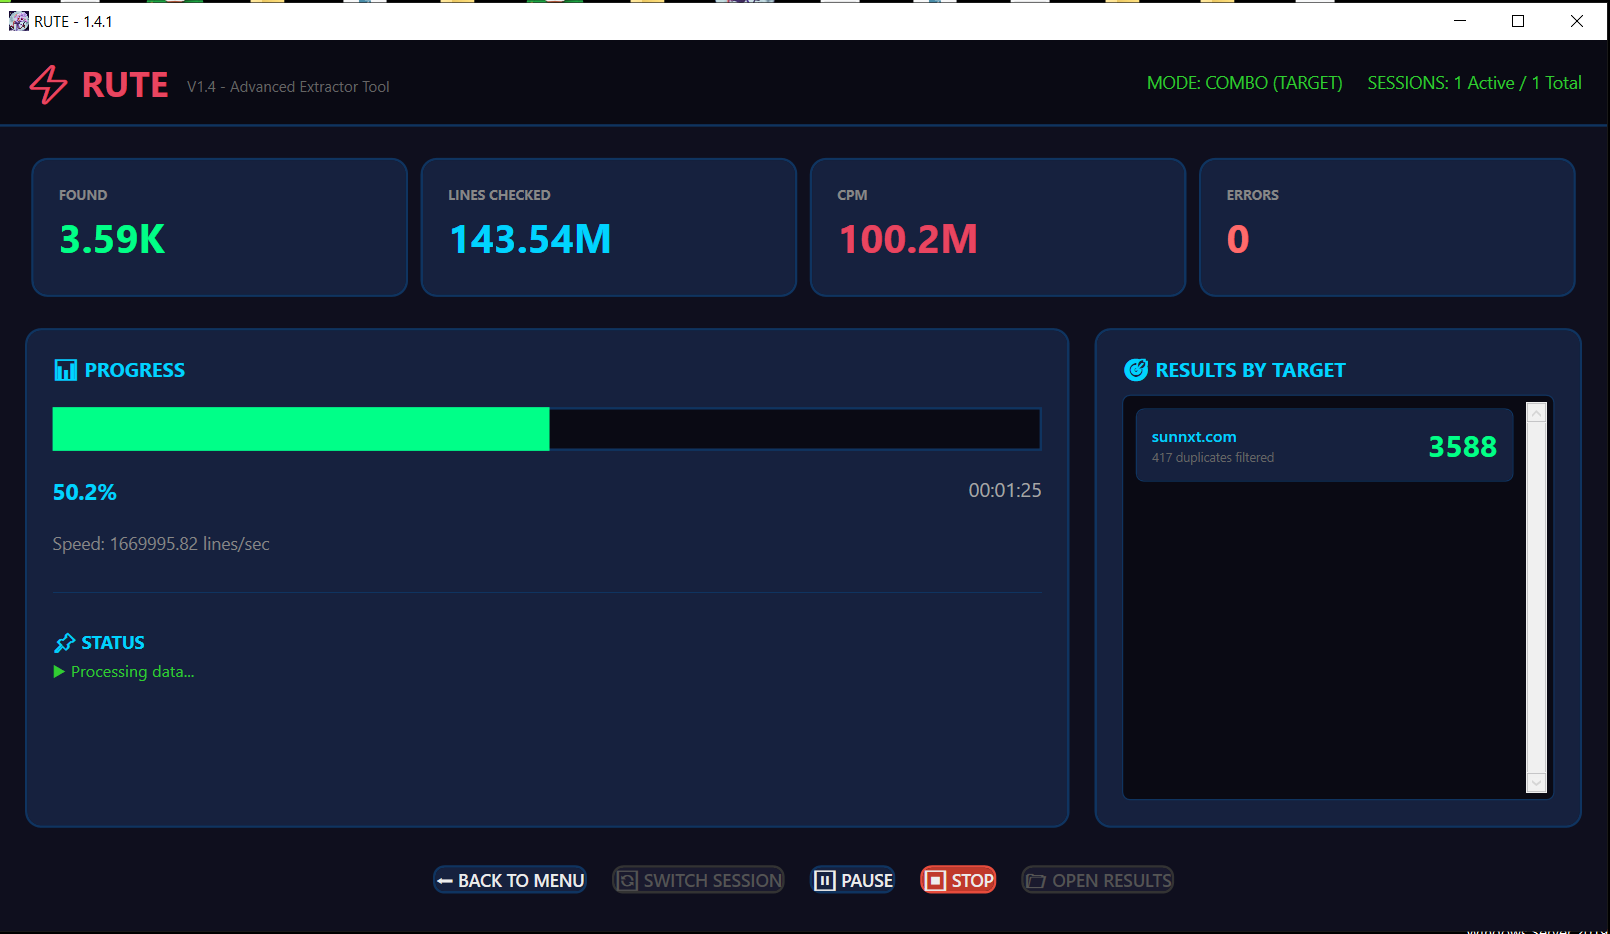 RUTE - 1.4.1
RUTE V1.4 - Advanced Extractor Tool
MODE: COMBO (TARGET) SESSIONS: 1 Active / 1 Total
FOUND
3.59K
LINES CHECKED
143.54M
CPM
100.2M
ERRORS
0
PROGRESS
50.2% 00:01:25
Speed: 1669995.82 lines/sec
STATUS
Processing data...
RESULTS BY TARGET
sunnxt.com
417 duplicates filtered
3588
BACK TO MENU SWITCH SESSION PAUSE STOP OPEN RESULTS